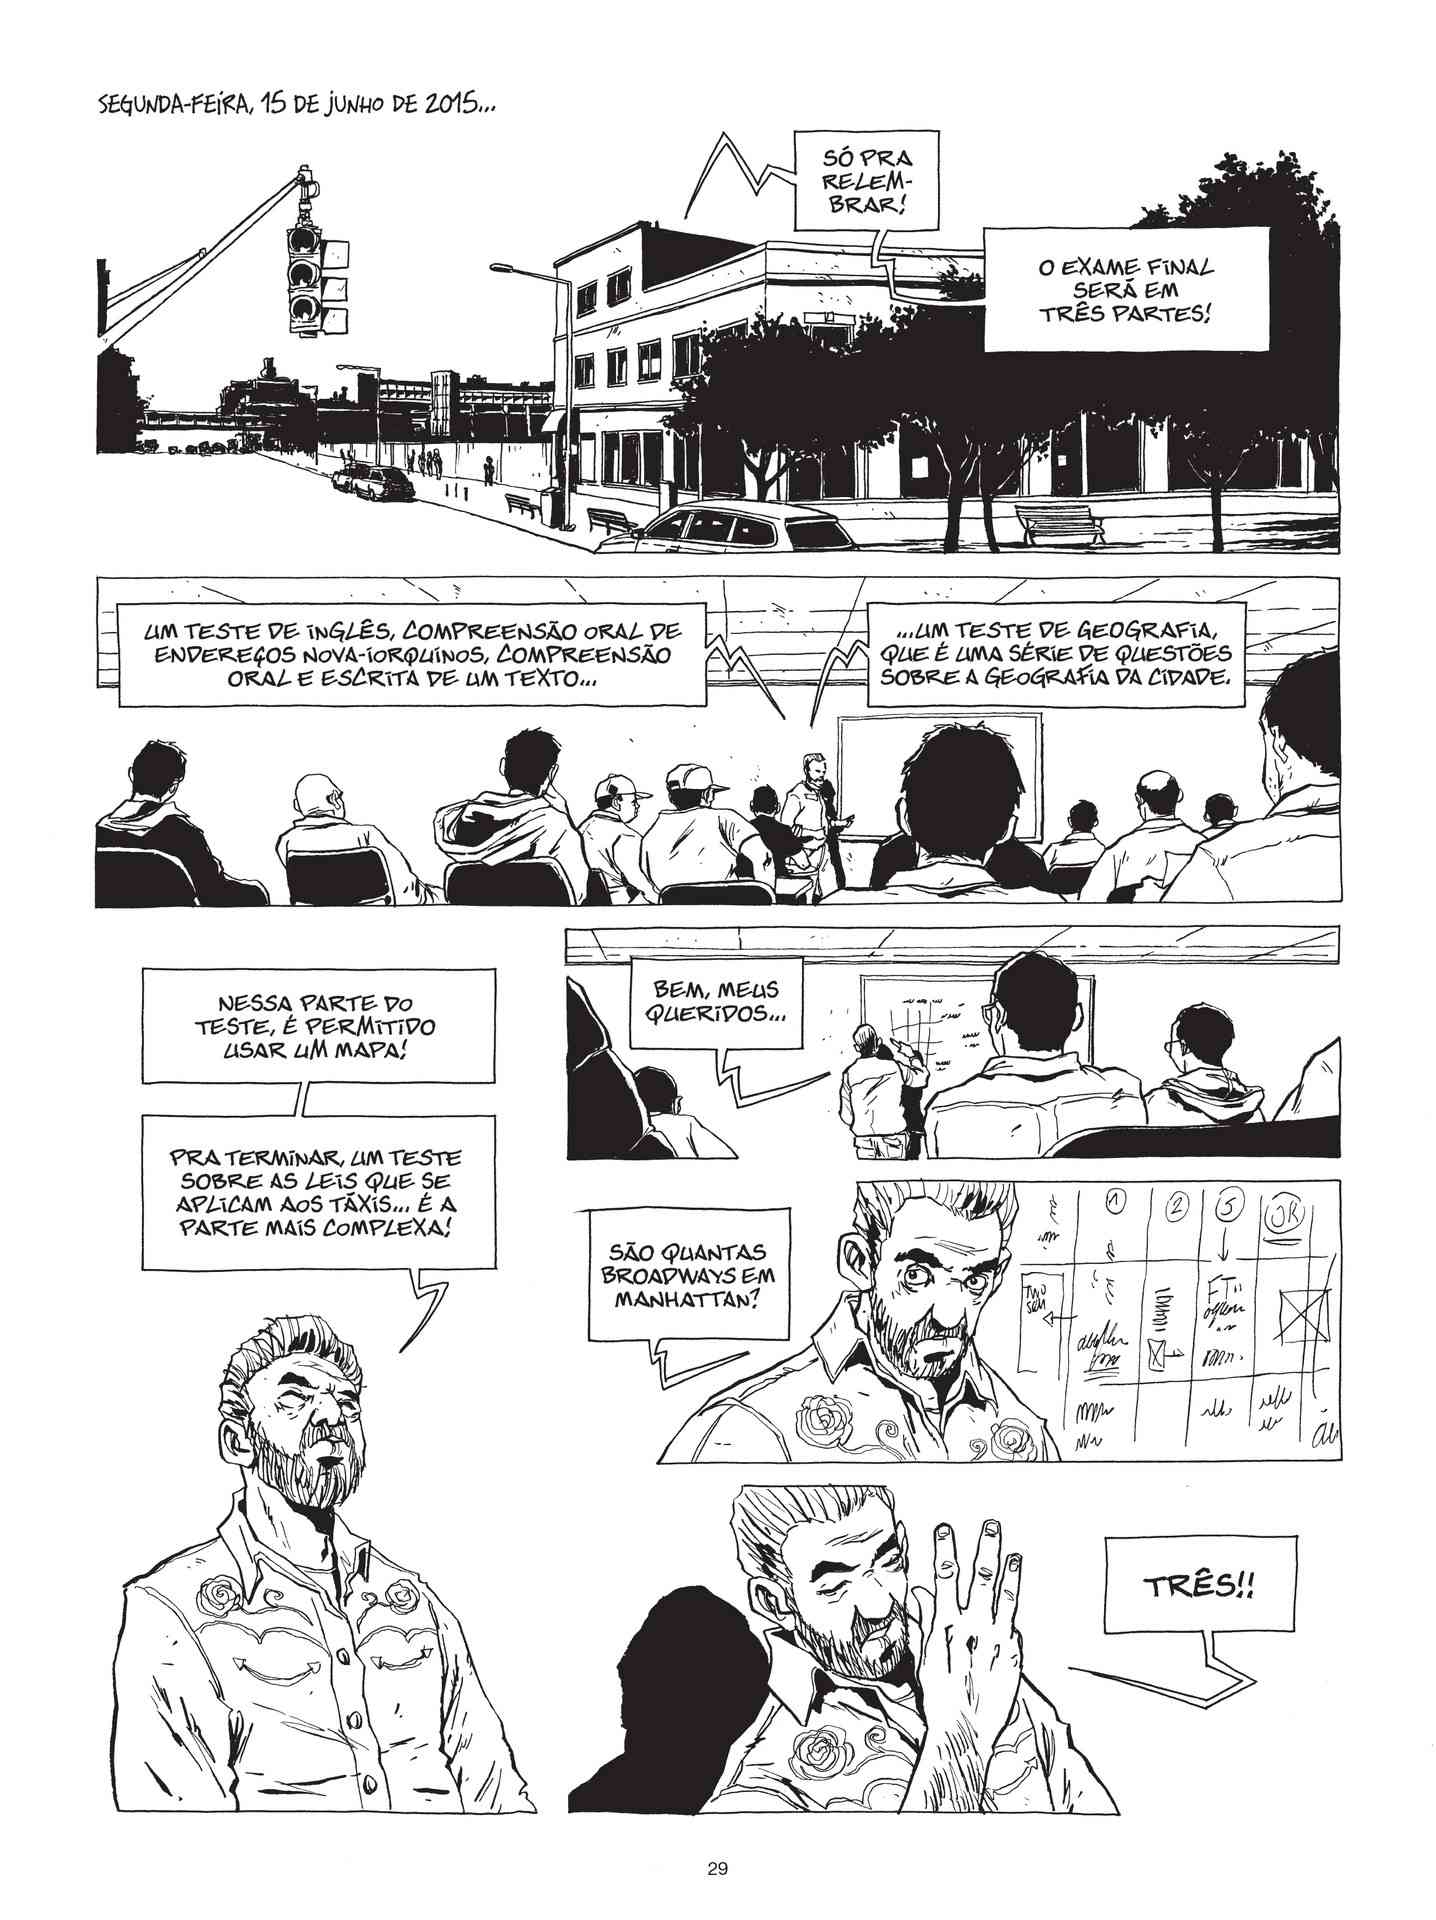 SEGUNDA-FEIRA, 15 DE JUNHO DE 2015...
SÓ PRA
RELEM-
BRAR!
O EXAME FINAL
SERÁ EM
TRÊS PARTES!
UM TESTE DE INGLÊS, COMPREENSÃO ORAL DE
ENDEREÇOS NOVA-IORQUINOS, COMPREENSÃO
ORAL E ESCRITA DE UM TEXTO...
...UM TESTE DE GEOGRAFIA,
QUE É UMA SÉRIE DE QUESTÕES
SOBRE A GEOGRAFIA DA CIDADE.
NESSA PARTE DO
TESTE, É PERMITIDO
USAR UM MAPA!
PRA TERMINAR, UM TESTE
SOBRE AS LEIS QUE SE
APLICAM AOS TÁXIS... É A
PARTE MAIS COMPLEXA!
BEM, MEUS
QUERIDOS...
SÃO QUANTAS
BROADWAYS EM
MANHATTAN?
1 2 5 OR
TRÊS!!
29